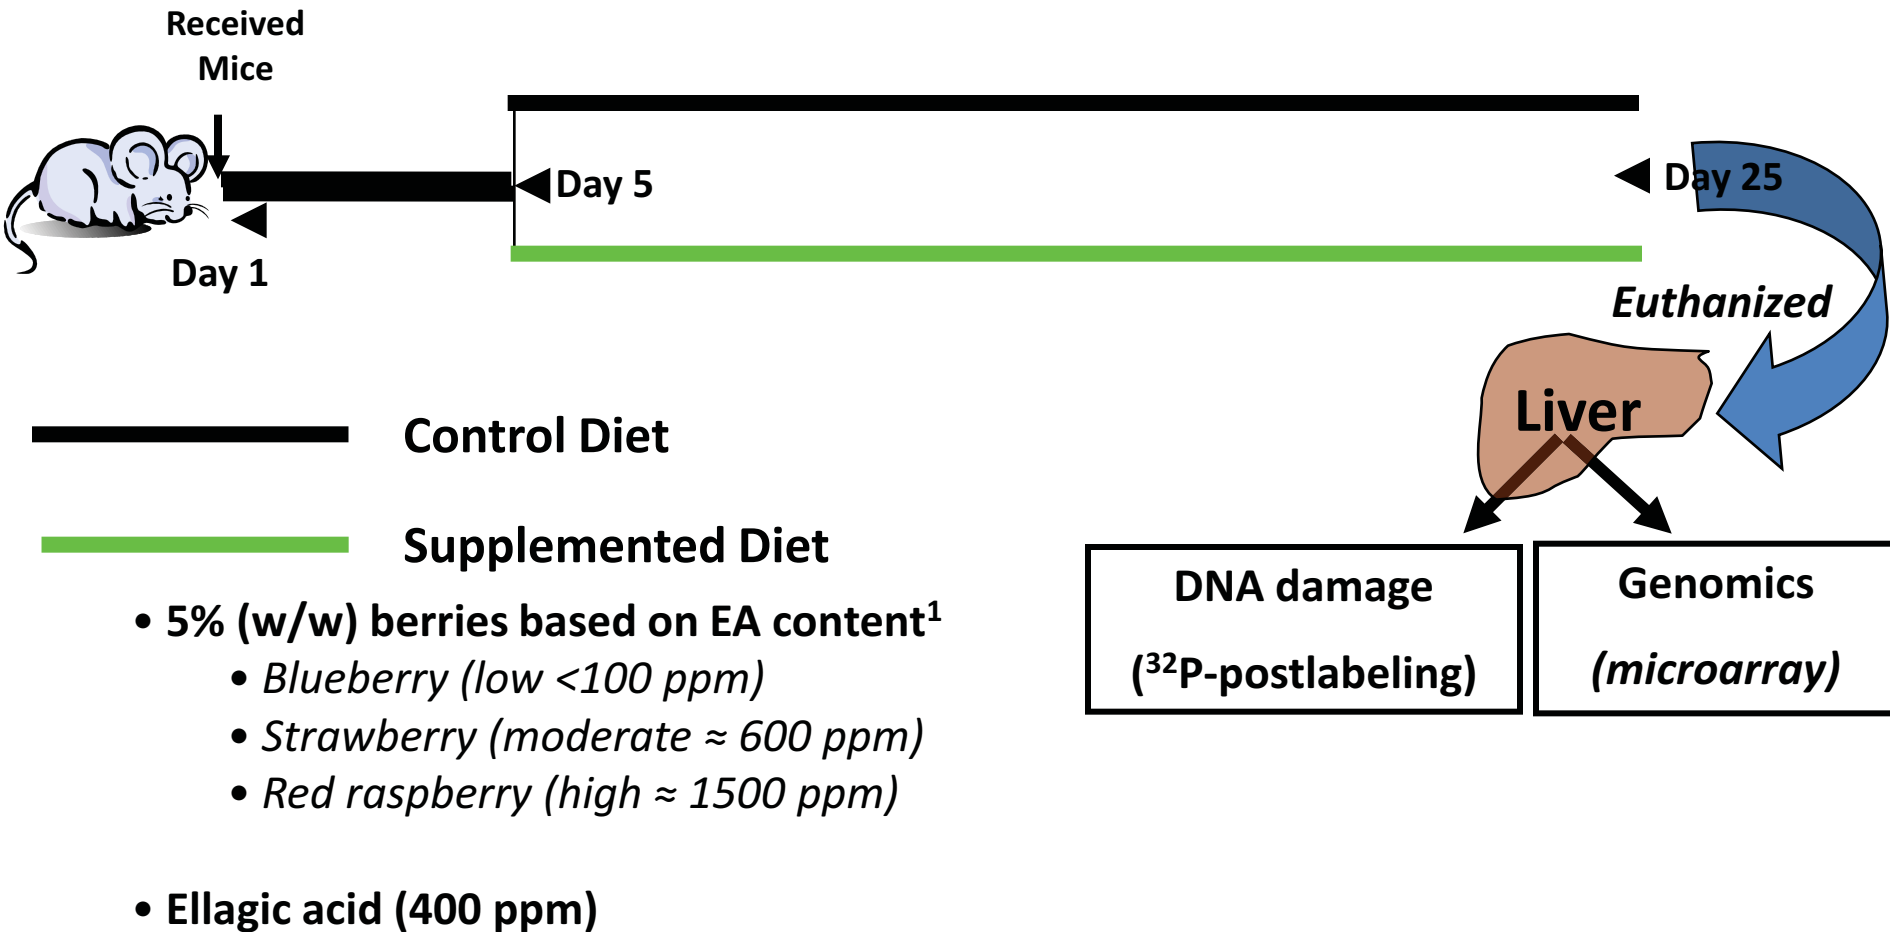 Received
Mice
Day 5
Day 25
Day 1
Euthanized
Liver
Control Diet
Supplemented Diet
• 5% (w/w) berries based on EA content¹
• Blueberry (low <100 ppm)
• Strawberry (moderate ≈ 600 ppm)
• Red raspberry (high ≈ 1500 ppm)
• Ellagic acid (400 ppm)
DNA damage
(³²P-postlabeling)
Genomics
(microarray)